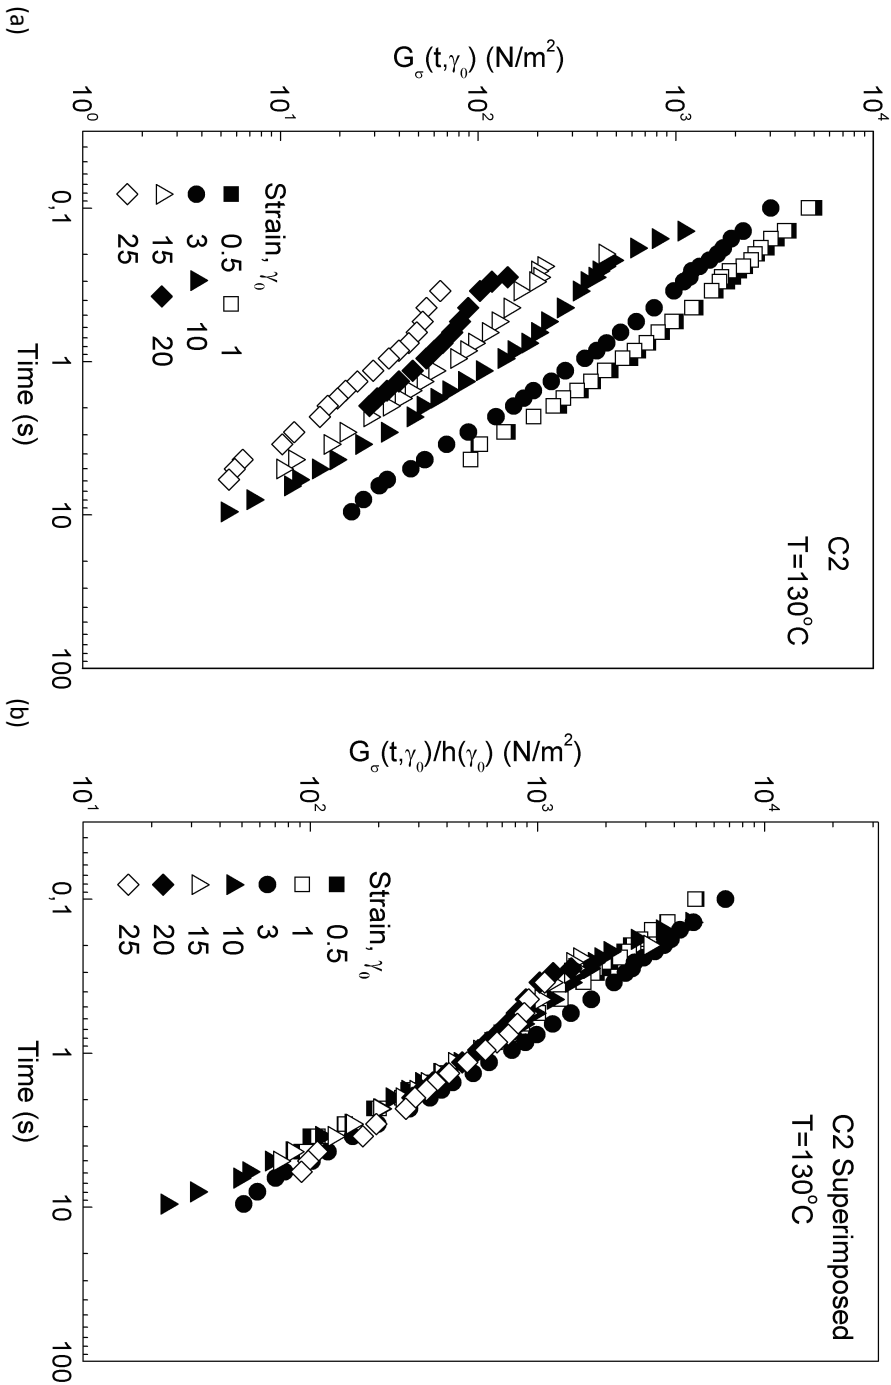 (a)
G_σ(t,γ_0) (N/m^2)
10^4
10^3
10^2
10^1
10^0
C2
T=130°C
Strain, γ_0
0.5 1
3 10
15 20
25
0,1 1 10 100
Time (s)
(b)
G_σ(t,γ_0)/h(γ_0) (N/m^2)
10^4
10^3
10^2
10^1
C2 Superimposed
T=130°C
Strain, γ_0
0.5
1
3
10
15
20
25
0,1 1 10 100
Time (s)